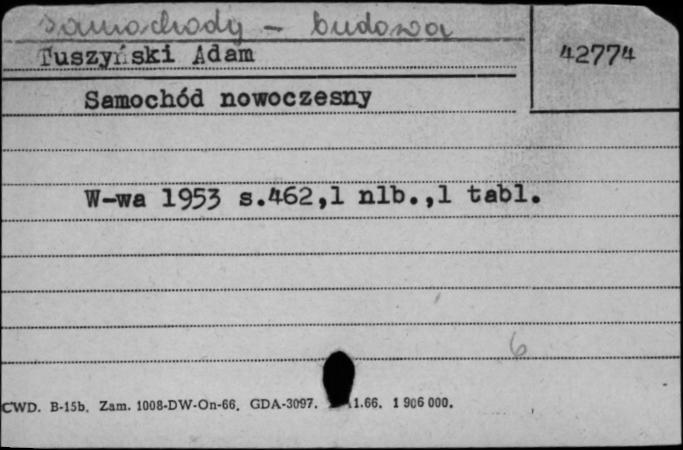 samochody - budowa
Tuszyński Adam
42774
Samochód nowoczesny
W-wa 1953 s.462,1 nlb.,1 tabl.
6
CWD. B-15b. Zam. 1008-DW-On-66. GDA-3097. 11.66. 1 906 000.